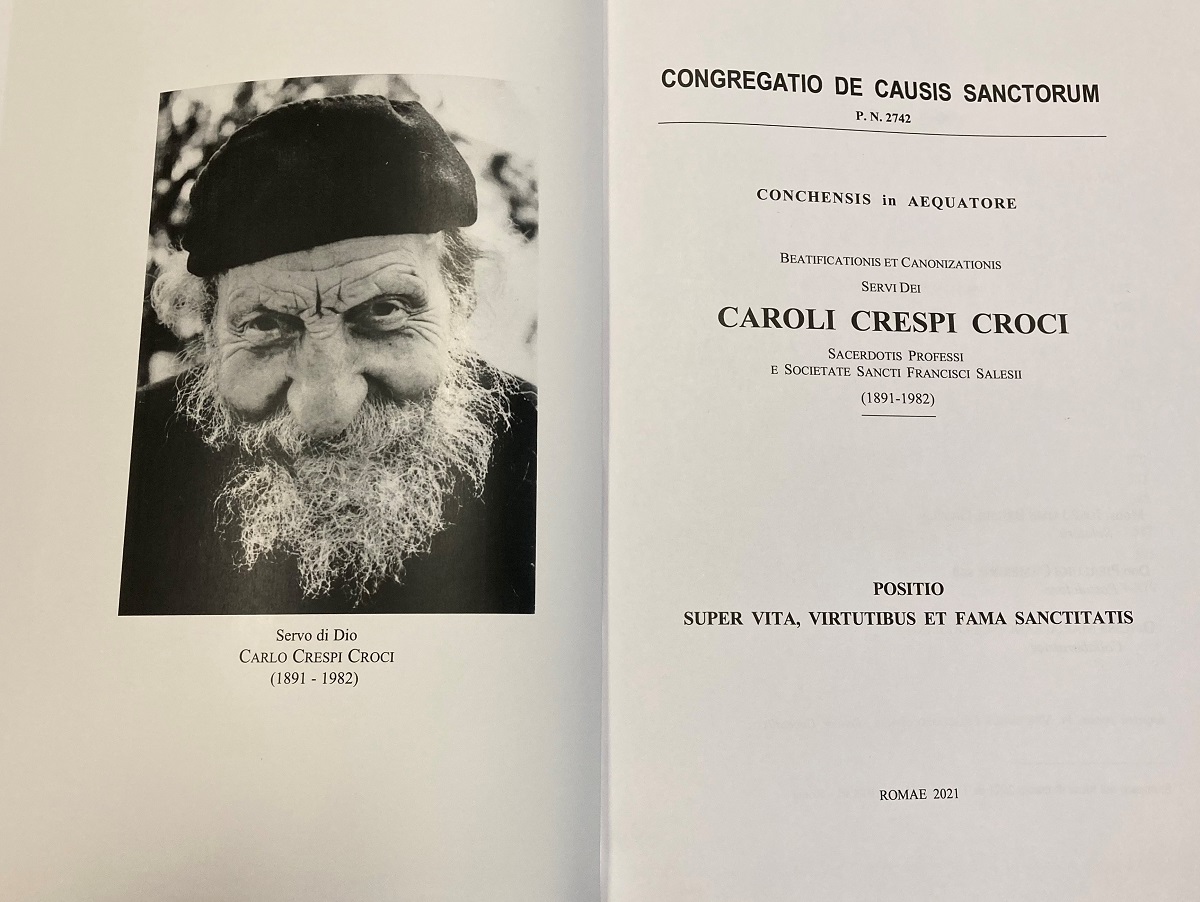 Servo di Dio
CARLO CRESPI CROCI
(1891 - 1982)
CONGREGATIO DE CAUSIS SANCTORUM
P. N. 2742
CONCHENSIS in AEQUATORE
BEATIFICATIONIS ET CANONIZATIONIS
SERVI DEI
CAROLI CRESPI CROCI
SACERDOTIS PROFESSI
E SOCIETATE SANCTI FRANCISCI SALESII
(1891-1982)
POSITIO
SUPER VITA, VIRTUTIBUS ET FAMA SANCTITATIS
ROMAE 2021